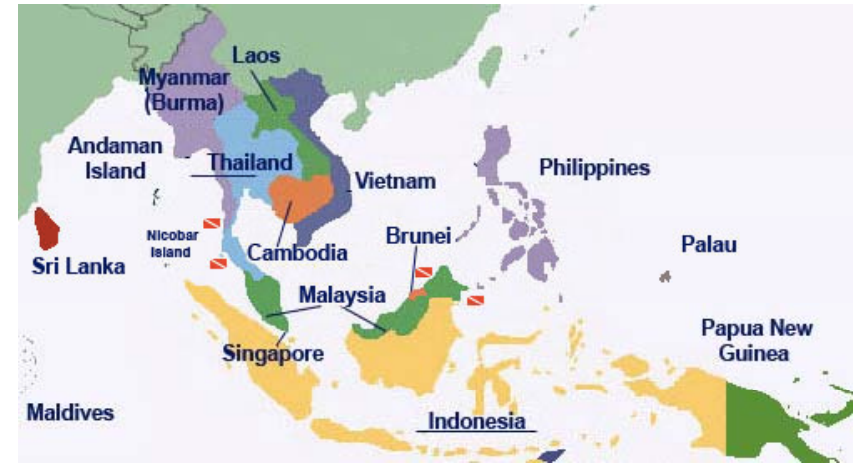 Laos
Myanmar
(Burma)
Andaman
Island
Thailand
Vietnam
Philippines
Nicobar
Island
Cambodia
Brunei
Palau
Sri Lanka
Malaysia
Singapore
Papua New
Guinea
Maldives
Indonesia